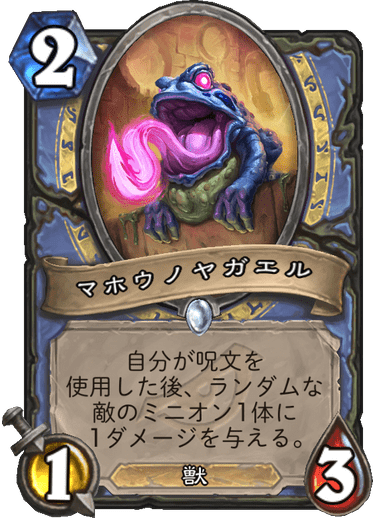 2
マホウノヤガエル
自分が呪文を
使用した後、ランダムな
敵のミニオン1体に
1ダメージを与える。
獣
1
3